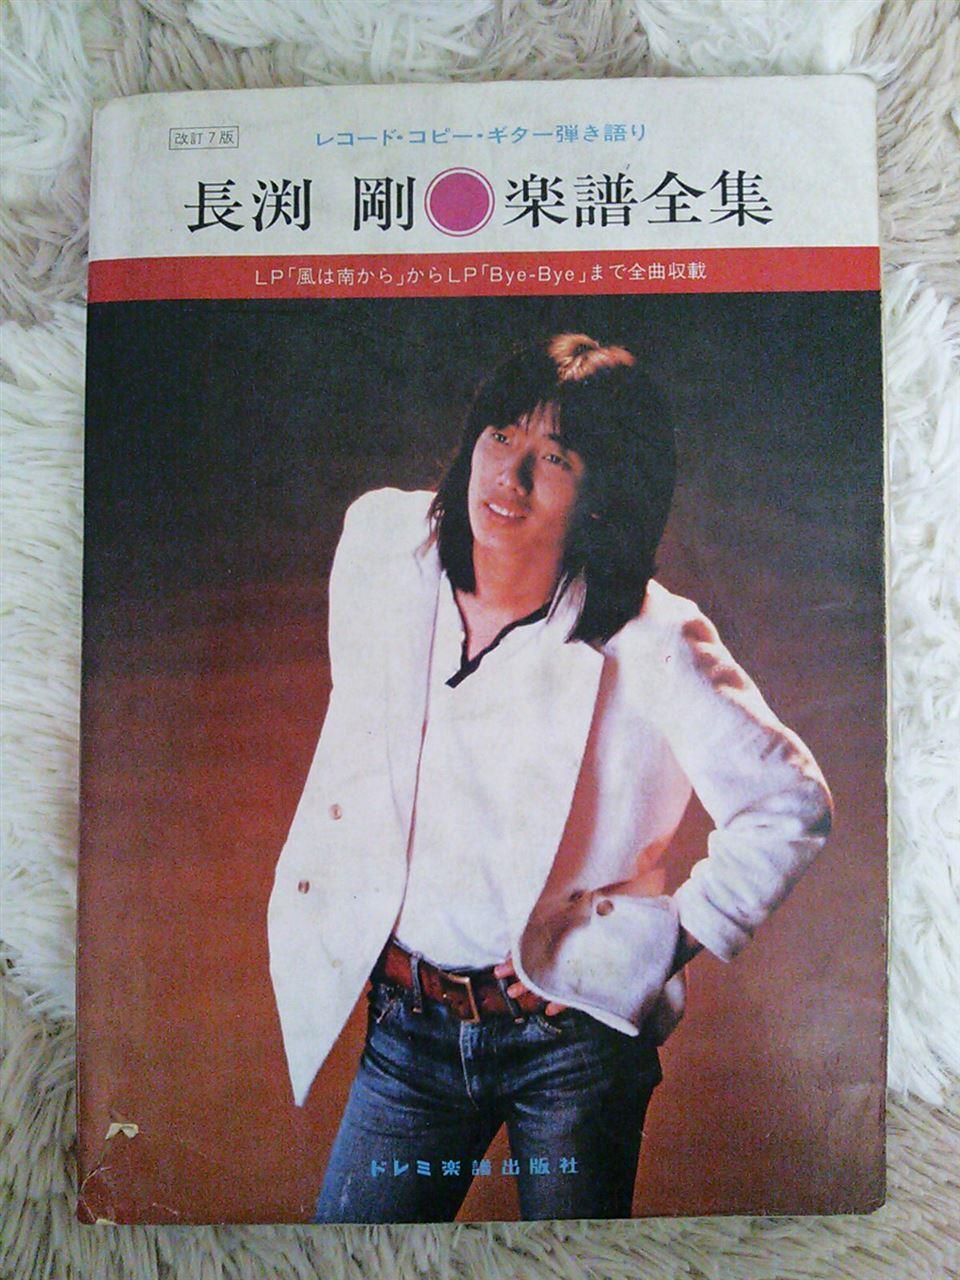 改訂7版
レコード・コピー・ギター弾き語り
長渕 剛●楽譜全集
LP「風は南から」からLP「Bye-Bye」まで全曲収載
ドレミ楽譜出版社